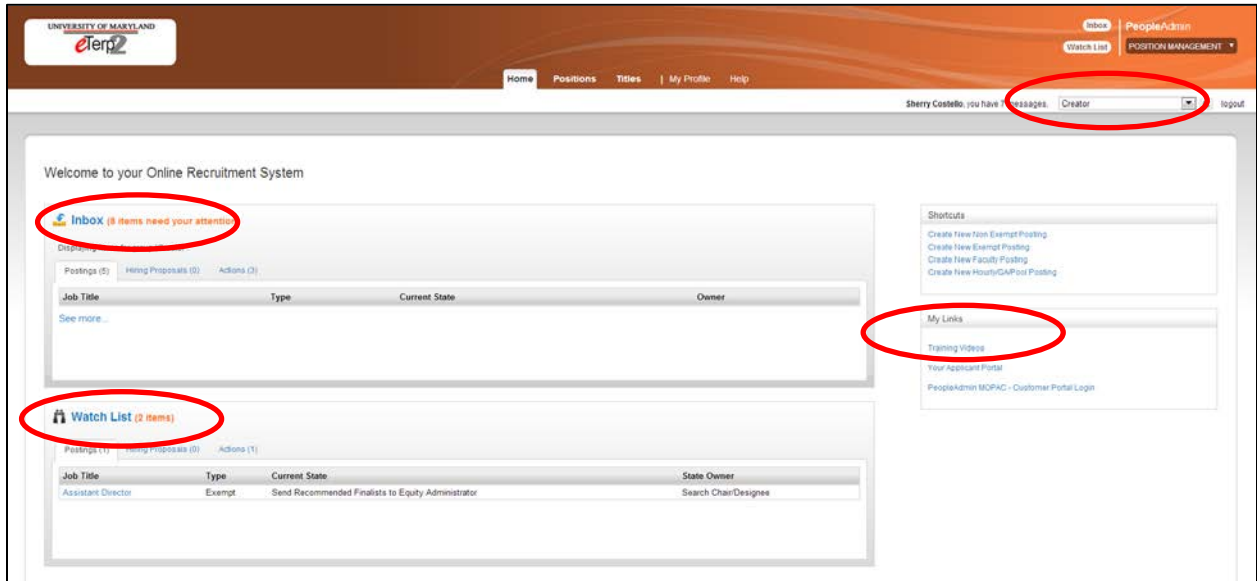 UNIVERSITY OF MARYLAND
eTerp2
Inbox PeopleAdmin
Watch List POSITION MANAGEMENT
Home Positions Titles | My Profile Help
Sherry Costello, you have 7 messages. Creator logout
Welcome to your Online Recruitment System
Inbox (8 items need your attention
Postings (5) Hiring Proposals (0) Actions (3)
Job Title Type Current State Owner
See more...
Watch List (2 items)
Postings (1) Hiring Proposals (0) Actions (1)
Job Title Type Current State State Owner
Assistant Director Exempt Send Recommended Finalists to Equity Administrator Search Chair/Designee
Shortcuts
Create New Non Exempt Posting
Create New Exempt Posting
Create New Faculty Posting
Create New Hourly/GA/Pool Posting
My Links
Training Videos
Your Applicant Portal
PeopleAdmin MOPAC - Customer Portal Login